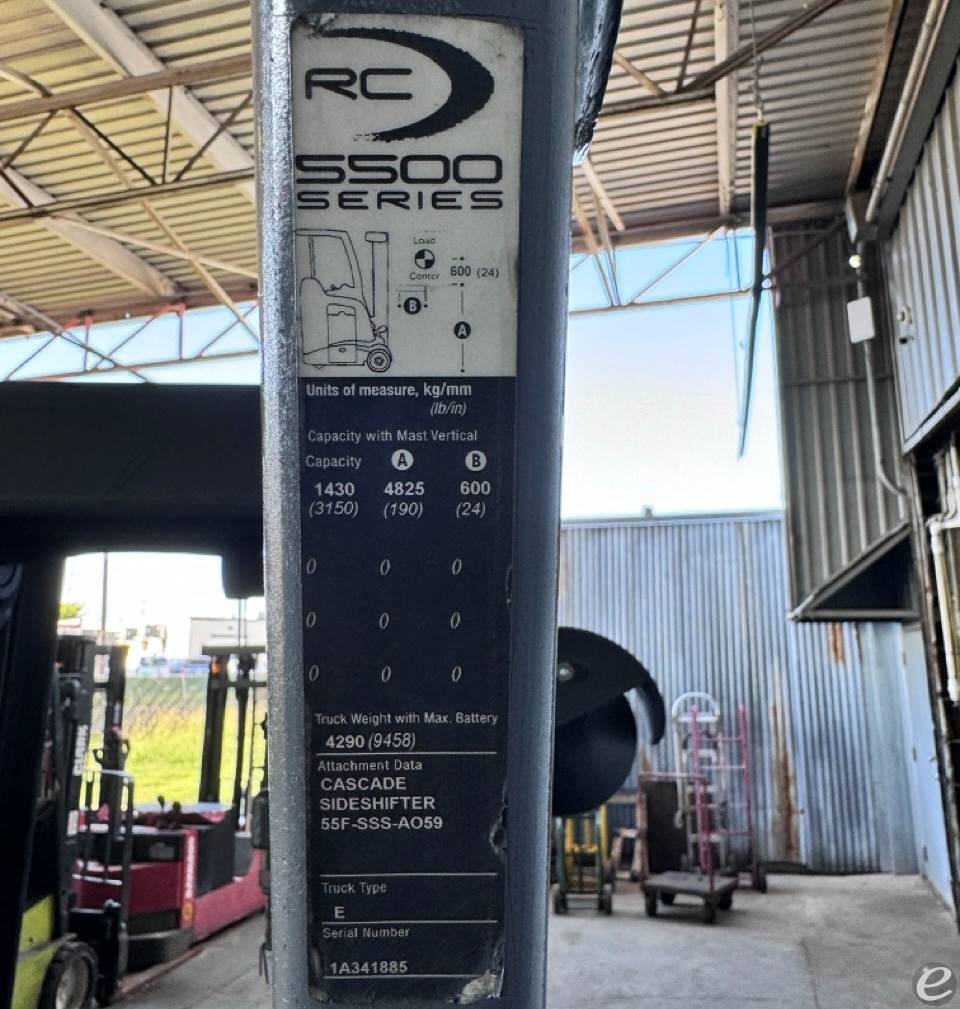 RC
5500
SERIES
Load
Center
600 (24)
B
A
Units of measure, kg/mm
(lb/in)
Capacity with Mast Vertical
Capacity A B
1430 4825 600
(3150) (190) (24)
0 0 0
0 0 0
0 0 0
Truck Weight with Max. Battery
4290 (9458)
Attachment Data
CASCADE
SIDESHIFTER
55F-SSS-AO59
Truck Type
E
Serial Number
1A341885
e